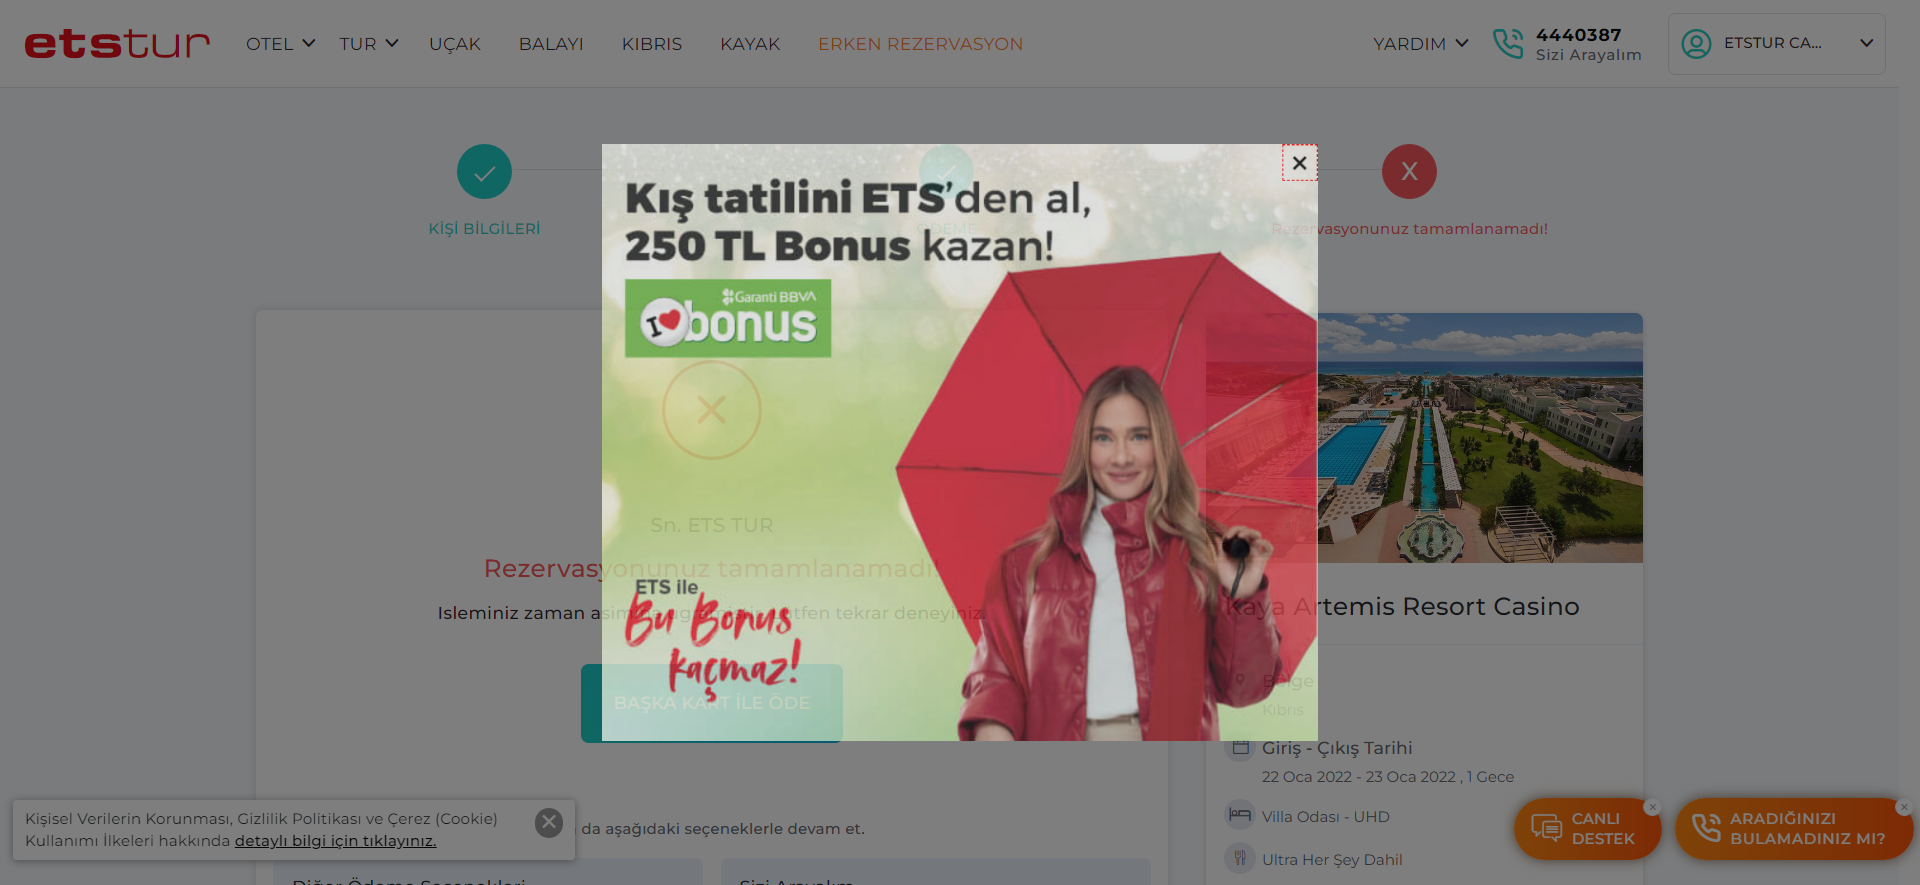 etstur
OTEL
TUR
UÇAK
BALAYI
KIBRIS
KAYAK
ERKEN REZERVASYON
YARDIM
4440387
Sizi Arayalım
ETSTUR CA...
KİŞİ BİLGİLERİ
ÖDEME
X
Rezervasyonunuz tamamlanamadı!
Kış tatilini ETS'den al,
250 TL Bonus kazan!
Garanti BBVA
I bonus
ETS ile
Bu Bonus
kaçmaz!
Sn. ETS TUR
Rezervasyonunuz tamamlanamadı!
Isleminiz zaman asimina ugramistir. Lutfen tekrar deneyiniz.
BAŞKA KART İLE ÖDE
da aşağıdaki seçeneklerle devam et.
Diğer Ödeme Seçenekleri
Sizi Arayalım
Kaya Artemis Resort Casino
Bölge
Kıbrıs
Giriş - Çıkış Tarihi
22 Oca 2022 - 23 Oca 2022 , 1 Gece
Villa Odası - UHD
Ultra Her Şey Dahil
Kişisel Verilerin Korunması, Gizlilik Politikası ve Çerez (Cookie)
Kullanımı İlkeleri hakkında detaylı bilgi için tıklayınız.
CANLI
DESTEK
ARADIĞINIZI
BULAMADINIZ MI?